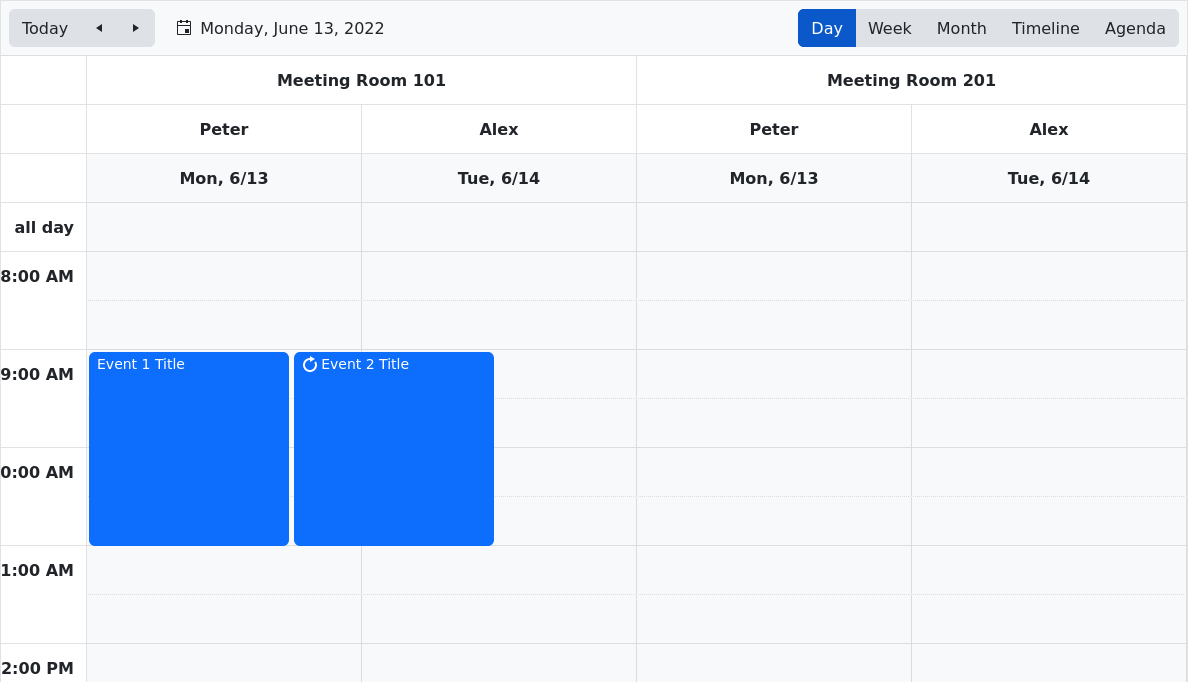 Today Monday, June 13, 2022 Day Week Month Timeline Agenda
Meeting Room 101 Meeting Room 201
Peter Alex Peter Alex
Mon, 6/13 Tue, 6/14 Mon, 6/13 Tue, 6/14
all day
8:00 AM
Event 1 Title Event 2 Title
9:00 AM
0:00 AM
1:00 AM
2:00 PM